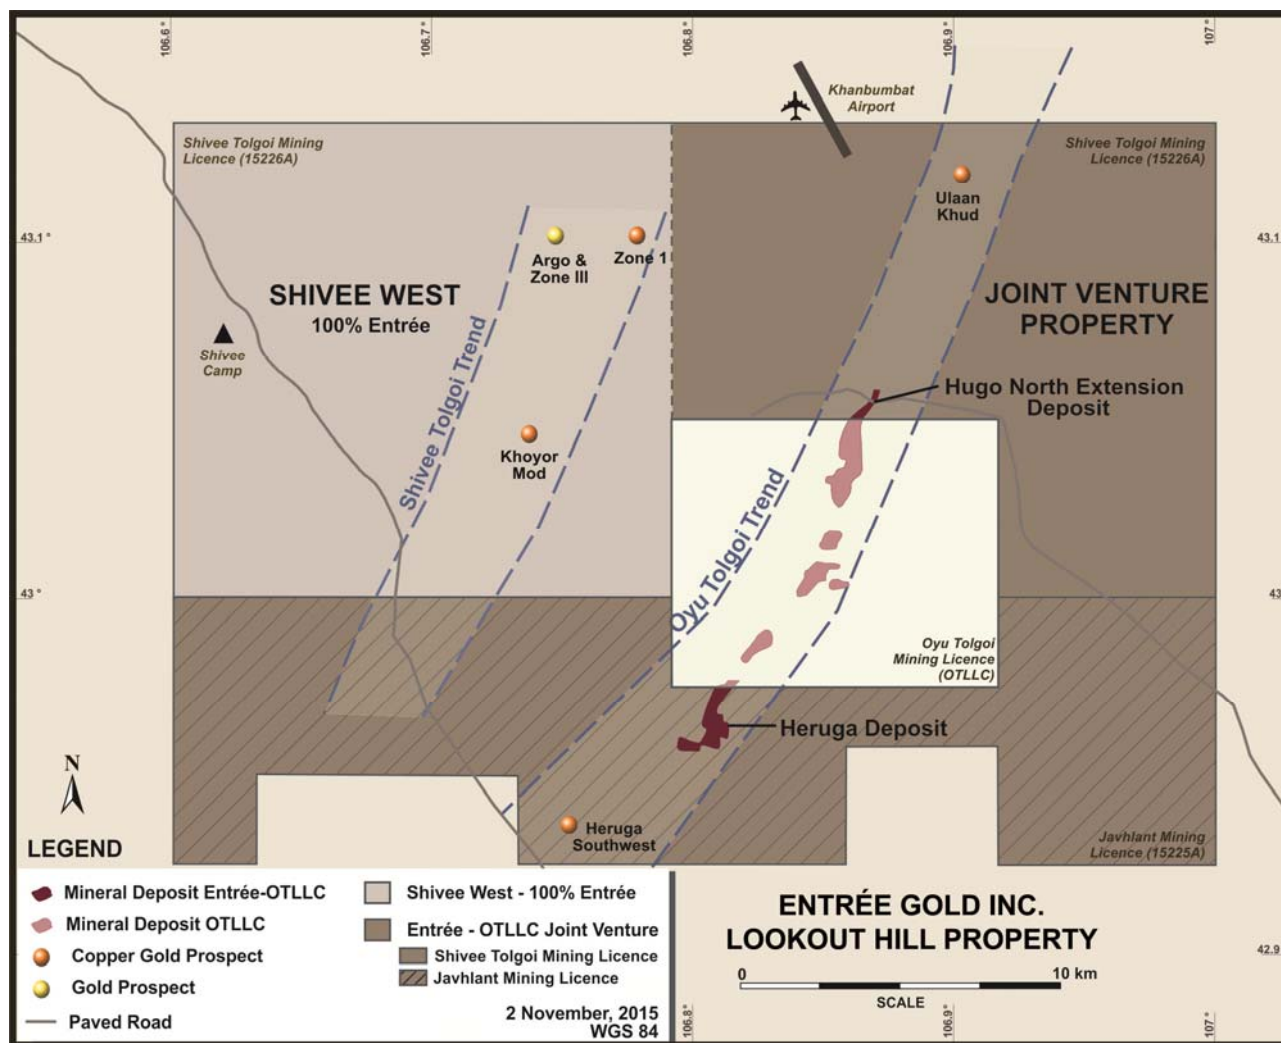 106.6 °
106.7 °
106.8 °
106.9 °
107 °
Khanbumbat
Airport
Shivee Tolgoi Mining
Licence (15226A)
Shivee Tolgoi Mining
Licence (15226A)
Ulaan
Khud
43.1 °
43.1
Argo &
Zone III
Zone 1
SHIVEE WEST
100% Entrée
JOINT VENTURE
PROPERTY
Shivee
Camp
Shivee Tolgoi Trend
Hugo North Extension
Deposit
Khoyor
Mod
Oyu Tolgoi Trend
43 °
43
Oyu Tolgoi
Mining Licence
(OTLLC)
Heruga Deposit
N
Heruga
Southwest
Javhlant Mining
Licence (15225A)
LEGEND
Mineral Deposit Entrée-OTLLC
Mineral Deposit OTLLC
Copper Gold Prospect
Gold Prospect
Paved Road
Shivee West - 100% Entrée
Entrée - OTLLC Joint Venture
Shivee Tolgoi Mining Licence
Javhlant Mining Licence
2 November, 2015
WGS 84
ENTRÉE GOLD INC.
LOOKOUT HILL PROPERTY
42.9
0
10 km
SCALE
106.8 °
106.9 °
107 °